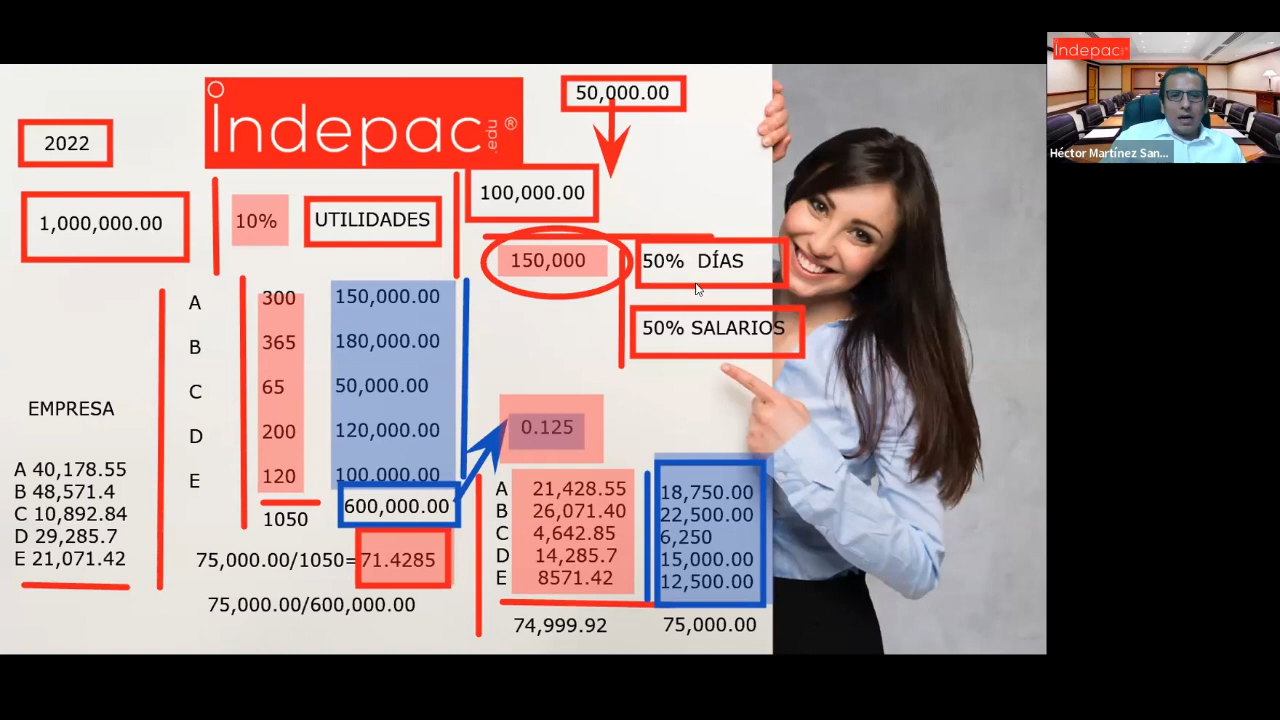 2022
indepac.edu®
50,000.00
1,000,000.00
10%
UTILIDADES
100,000.00
150,000
50% DÍAS
50% SALARIOS
A 300 150,000.00
B 365 180,000.00
C 65 50,000.00
D 200 120,000.00
E 120 100,000.00
1050 600,000.00
75,000.00/1050=71.4285
75,000.00/600,000.00
EMPRESA
A 40,178.55
B 48,571.4
C 10,892.84
D 29,285.7
E 21,071.42
0.125
A 21,428.55 18,750.00
B 26,071.40 22,500.00
C 4,642.85 6,250
D 14,285.7 15,000.00
E 8571.42 12,500.00
74,999.92 75,000.00
indepac
Héctor Martínez San...